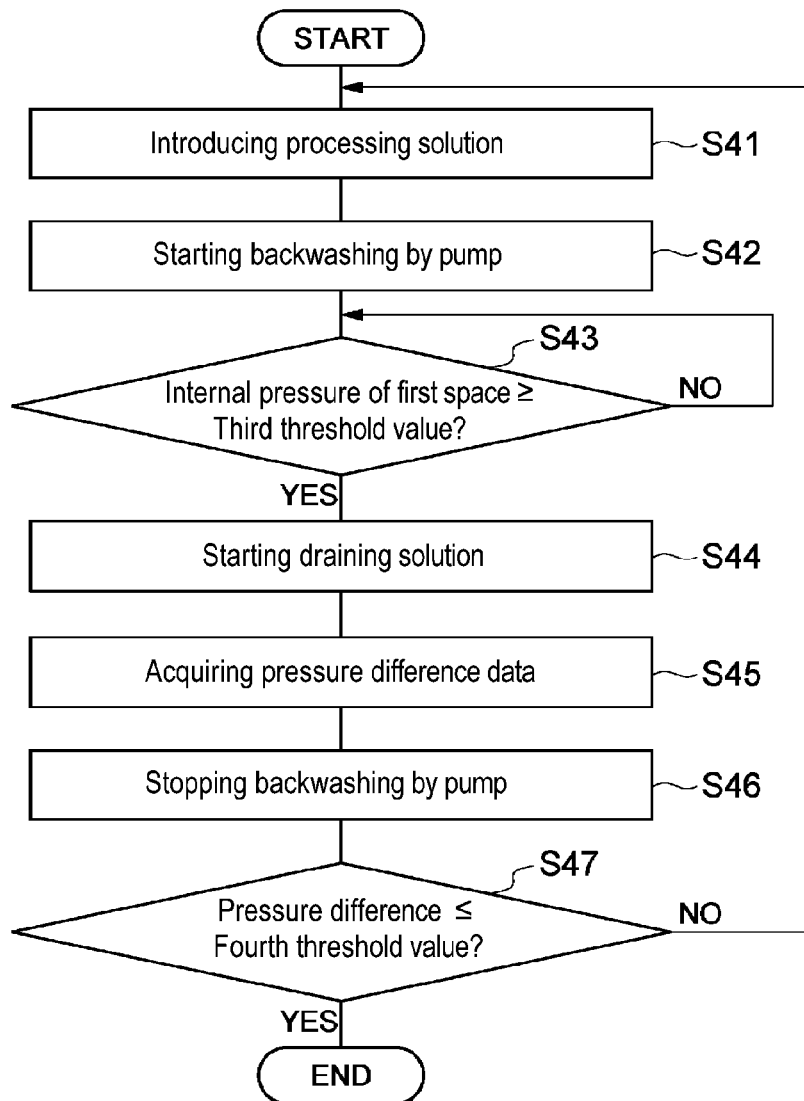 START
Introducing processing solution
S41
Starting backwashing by pump
S42
S43
Internal pressure of first space ≥
Third threshold value?
NO
YES
Starting draining solution
S44
Acquiring pressure difference data
S45
Stopping backwashing by pump
S46
S47
Pressure difference ≤
Fourth threshold value?
NO
YES
END